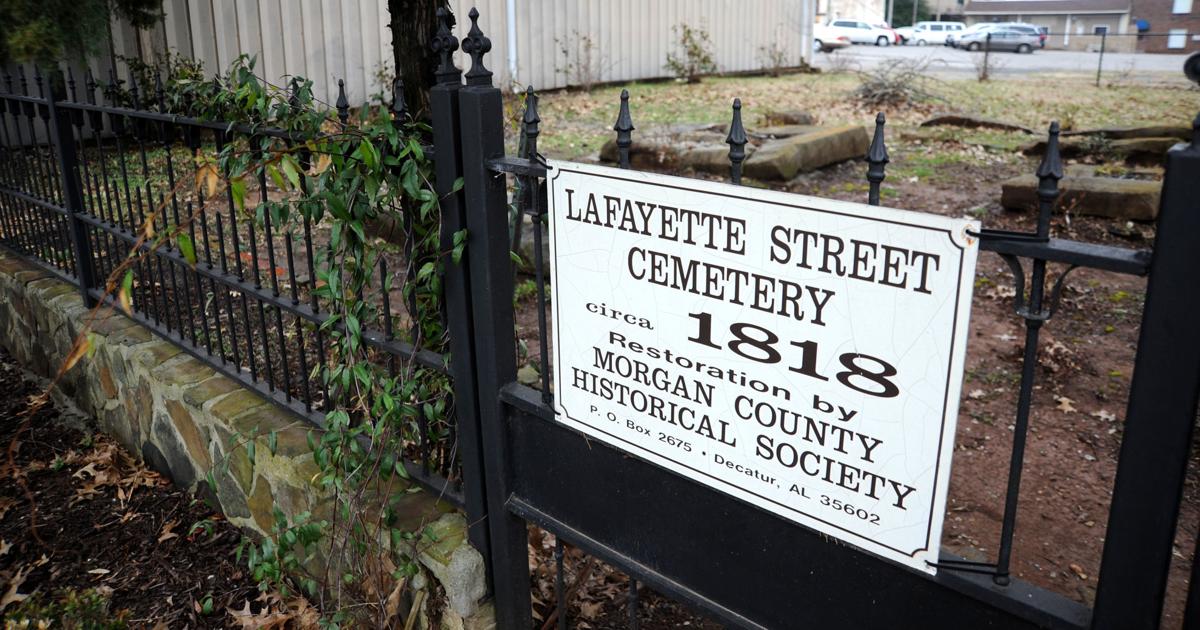 LAFAYETTE STREET
CEMETERY
circa 1818
Restoration by
MORGAN COUNTY
HISTORICAL SOCIETY
P. O. Box 2675 • Decatur, AL 35602